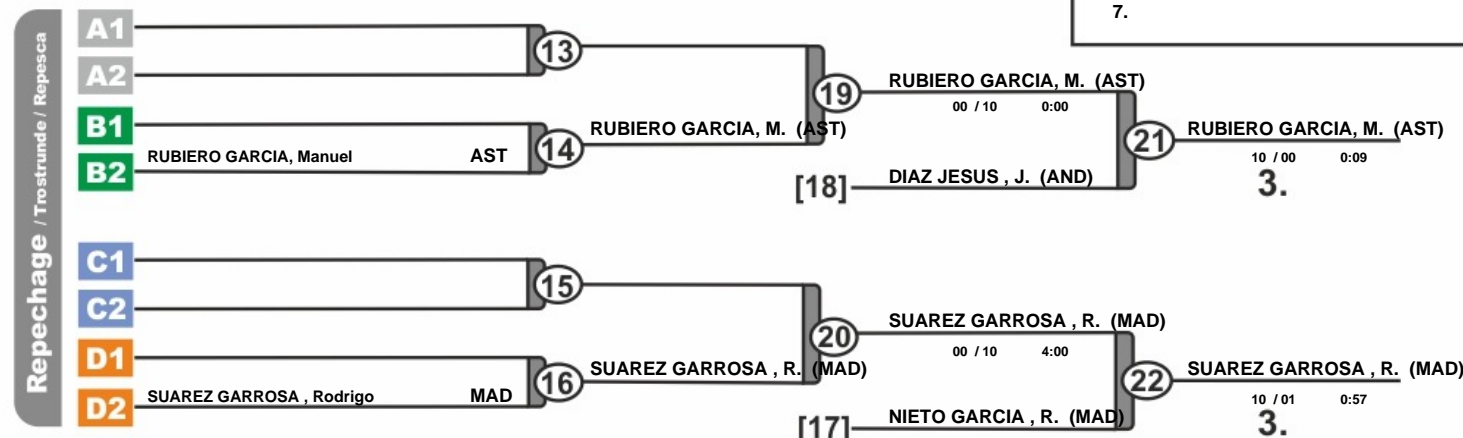 7.
Repechage / Trostrunde / Repesca
A1
13
A2
19
RUBIERO GARCIA, M. (AST)
00 / 10 0:00
B1
14
RUBIERO GARCIA, M. (AST)
21
RUBIERO GARCIA, M. (AST)
B2
RUBIERO GARCIA, Manuel AST
10 / 00 0:09
[18]
DIAZ JESUS , J. (AND)
3.
C1
15
C2
20
SUAREZ GARROSA , R. (MAD)
00 / 10 4:00
D1
16
SUAREZ GARROSA , R. (MAD)
22
SUAREZ GARROSA , R. (MAD)
D2
SUAREZ GARROSA , Rodrigo MAD
10 / 01 0:57
[17]
NIETO GARCIA , R. (MAD)
3.